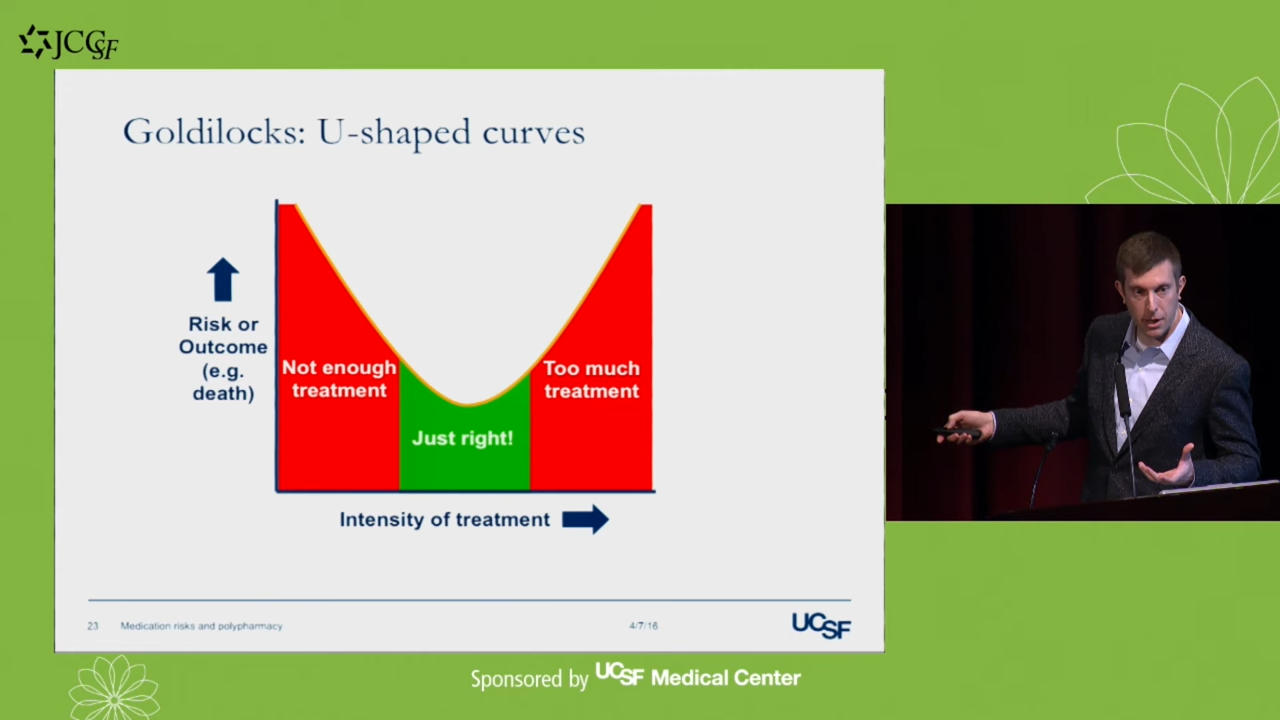 JCCSF
Goldilocks: U-shaped curves
Risk or
Outcome
(e.g.
death)
Not enough
treatment
Just right!
Too much
treatment
Intensity of treatment
23 Medication risks and polypharmacy 4/7/16 UCSF
Sponsored by UCSF Medical Center